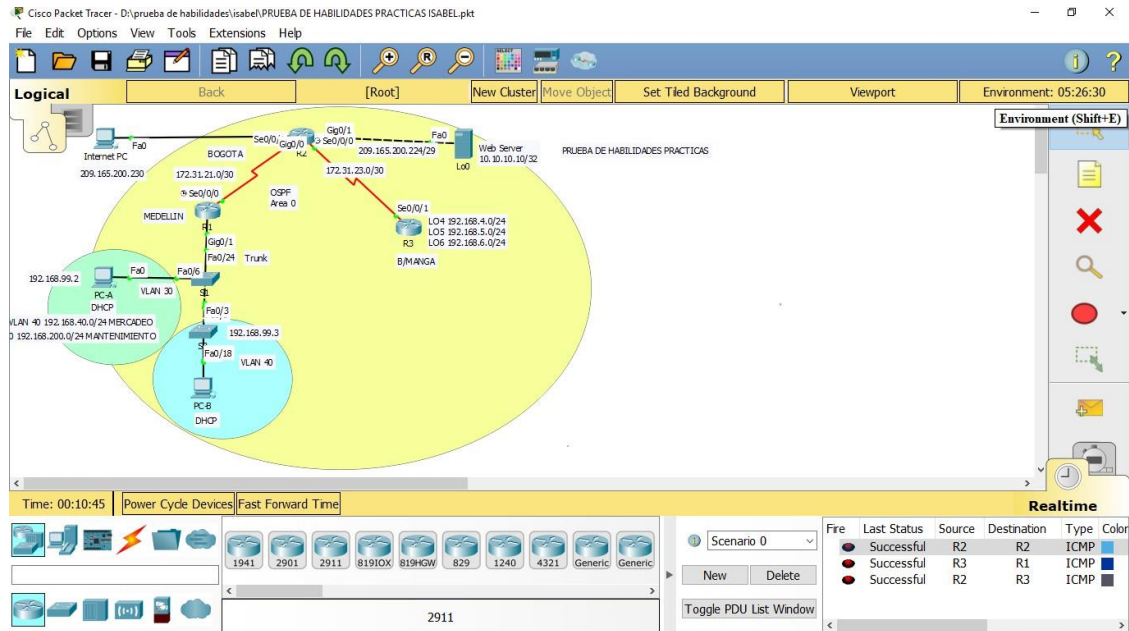 Cisco Packet Tracer - D:\prueba de habilidades\isabel\PRUEBA DE HABILIDADES PRACTICAS ISABEL.pkt
File Edit Options View Tools Extensions Help
Logical
Back
[Root]
New Cluster
Move Object
Set Tiled Background
Viewport
Environment: 05:26:30
Environment (Shift+E)
Internet PC
Fa0
209.165.200.230
BOGOTA
Se0/0/
Gig0/0
Gig0/1
Se0/0/0
R2
Fa0
209.165.200.224/29
Web Server
10.10.10.10/32
Lo0
PRUEBA DE HABILIDADES PRACTICAS
172.31.21.0/30
172.31.23.0/30
Se0/0/0
OSPF
Area 0
MEDELLIN
R1
Gig0/1
Fa0/24
Trunk
Se0/0/1
LO4 192.168.4.0/24
LO5 192.168.5.0/24
LO6 192.168.6.0/24
R3
B/MANGA
192.168.99.2
Fa0
Fa0/6
VLAN 30
PC-A
DHCP
S1
VLAN 40 192.168.40.0/24 MERCADEO
0 192.168.200.0/24 MANTENIMIENTO
Fa0/3
192.168.99.3
Fa0/18
VLAN 40
PC-B
DHCP
Time: 00:10:45
Power Cycle Devices
Fast Forward Time
Realtime
1941
2901
2911
819IOX
819HGW
829
1240
4321
Generic
Generic
2911
Scenario 0
New
Delete
Toggle PDU List Window
Fire Last Status Source Destination Type Color
Successful R2 R2 ICMP
Successful R3 R1 ICMP
Successful R2 R3 ICMP